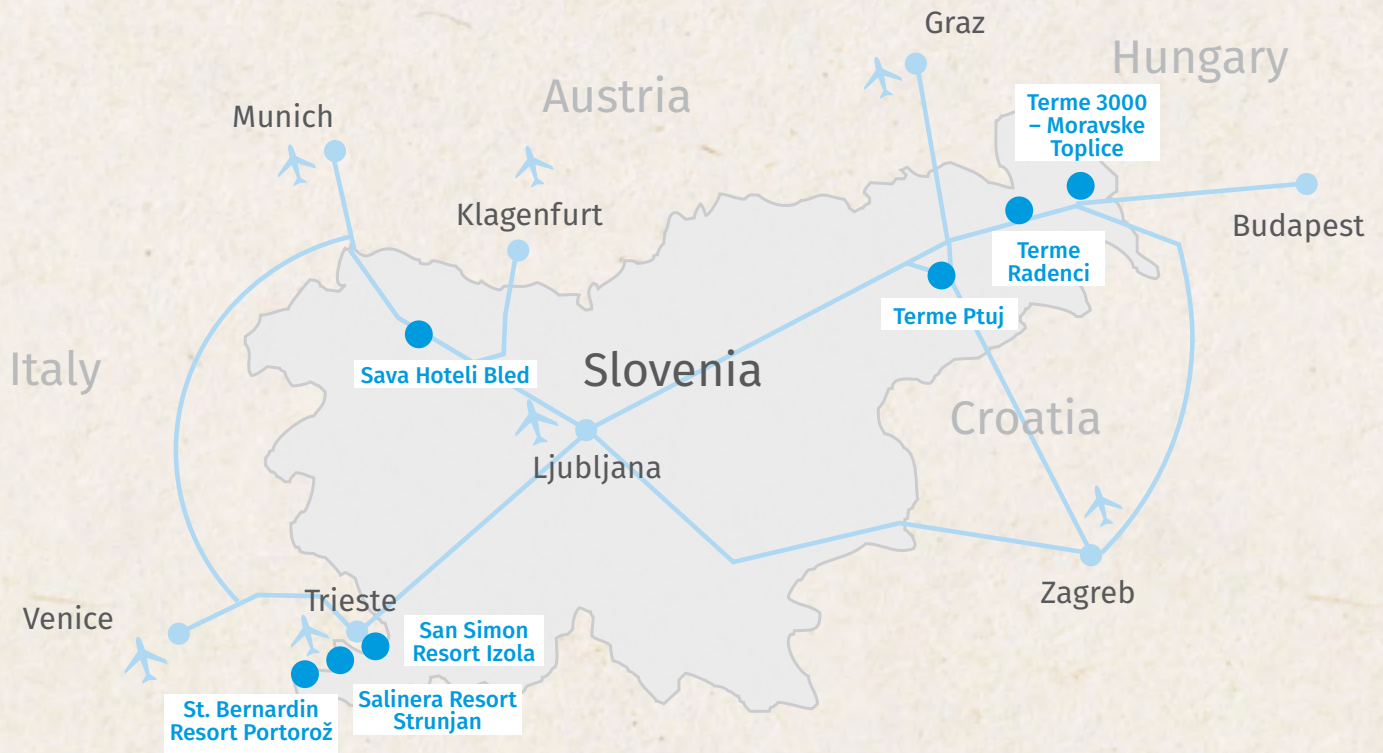 Graz
Hungary
Austria
Terme 3000
– Moravske
Toplice
Munich
Klagenfurt
Budapest
Terme
Radenci
Terme Ptuj
Italy
Sava Hoteli Bled
Slovenia
Croatia
Ljubljana
Zagreb
Trieste
Venice
San Simon
Resort Izola
Salinera Resort
Strunjan
St. Bernardin
Resort Portorož